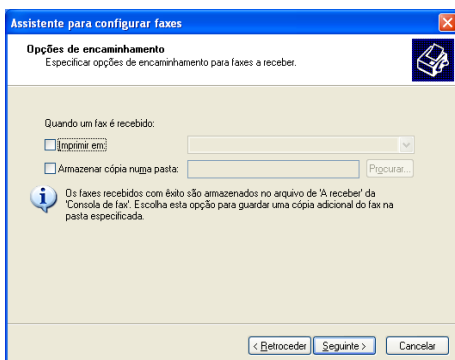 Assistente para configurar faxes
Opções de encaminhamento
Especificar opções de encaminhamento para faxes a receber.
Quando um fax é recebido:
Imprimir em:
Armazenar cópia numa pasta:
Procurar...
Os faxes recebidos com êxito são armazenados no arquivo de 'A receber' da
'Consola de fax'. Escolha esta opção para guardar uma cópia adicional do fax na
pasta especificada.
< Retroceder
Seguinte >
Cancelar